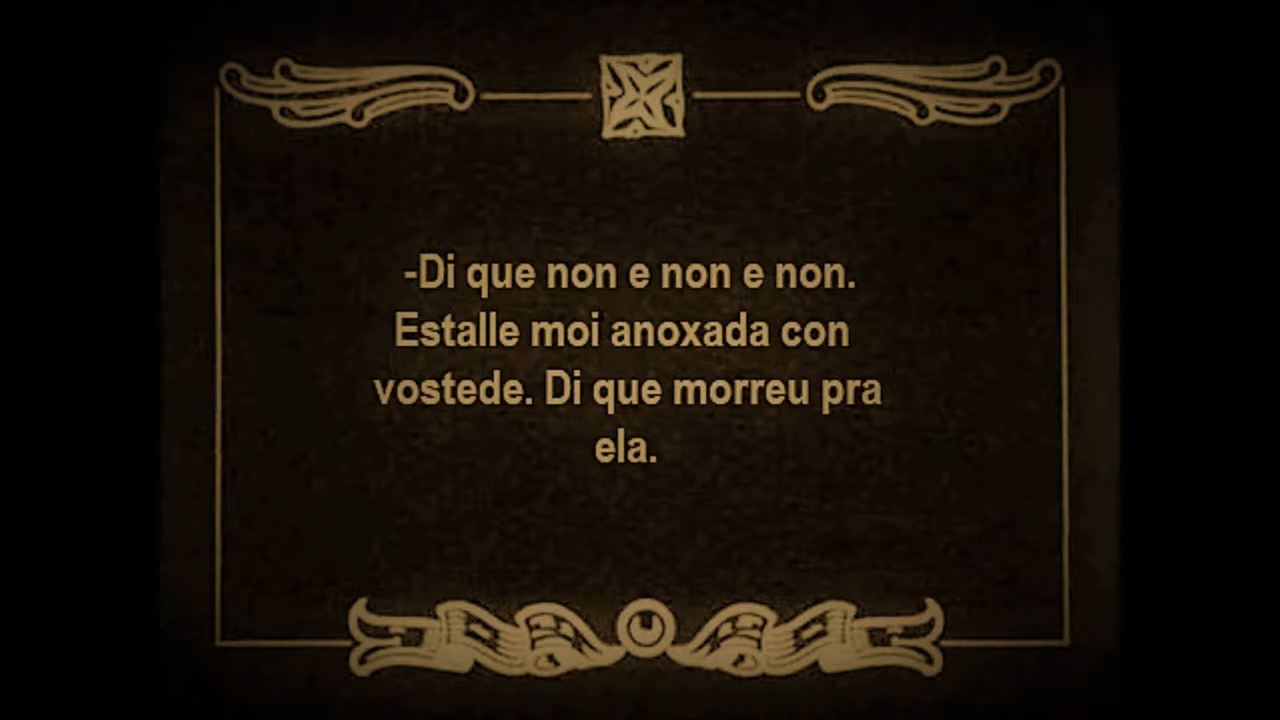 -Di que non e non e non.
Estalle moi anoxada con
vostede. Di que morreu pra
ela.